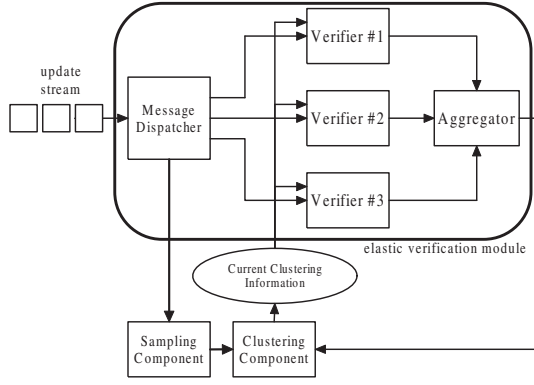 update
stream
Message
Dispatcher
Verifier #1
Verifier #2
Verifier #3
Aggregator
elastic verification module
Current Clustering
Information
Sampling
Component
Clustering
Component